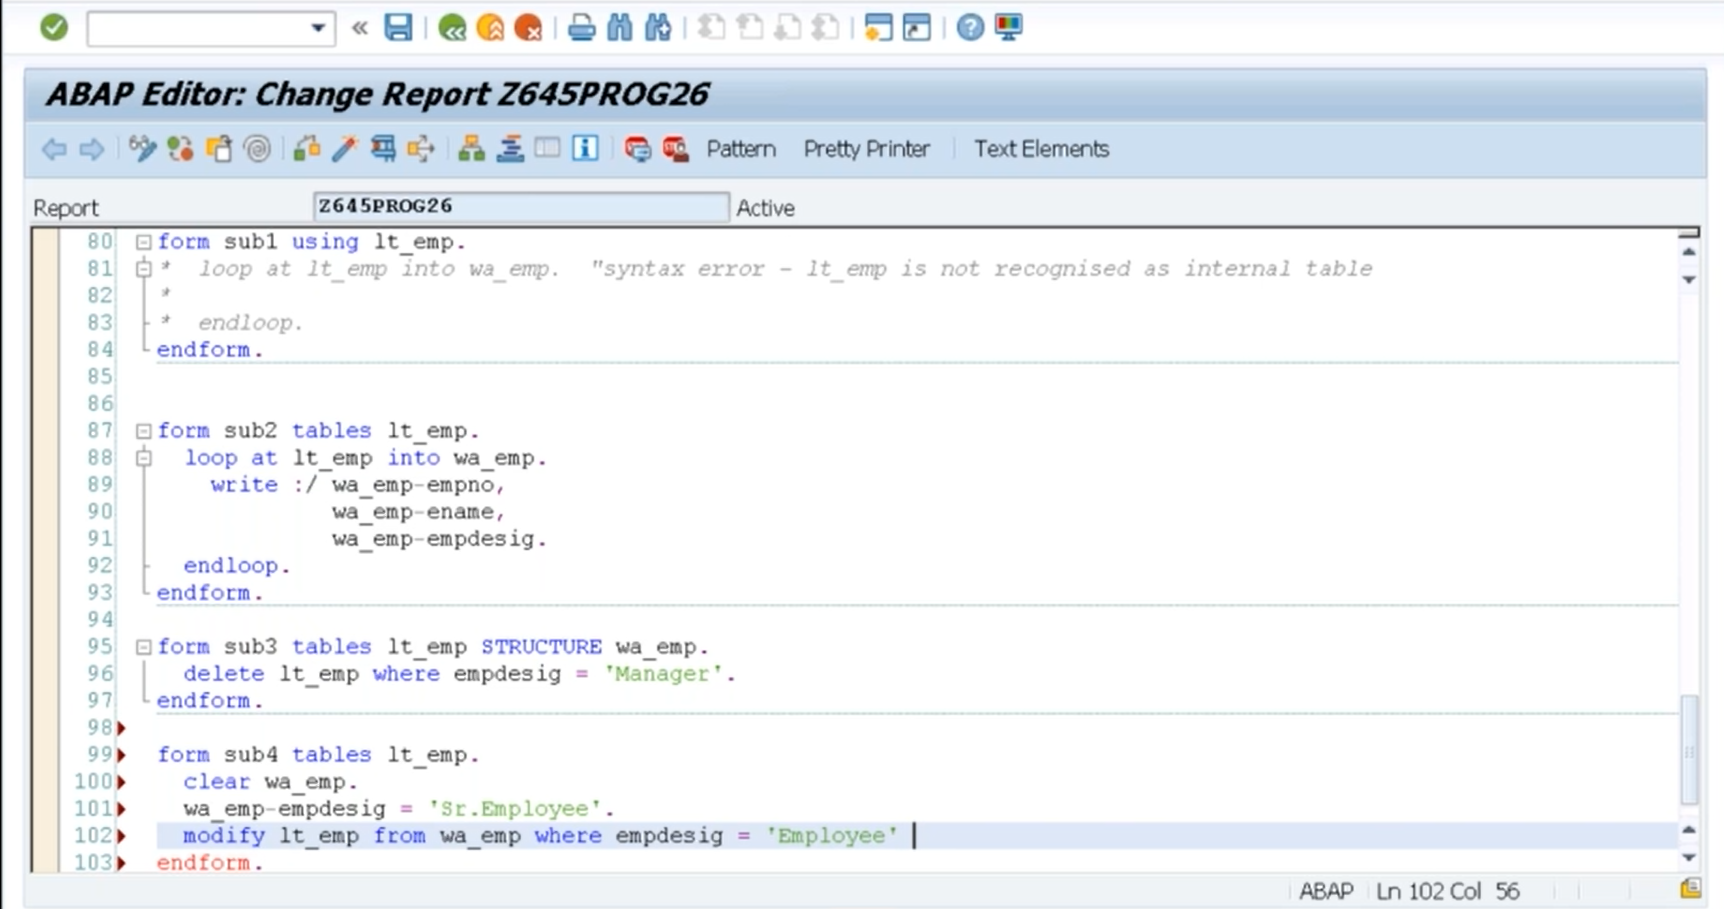 ABAP Editor: Change Report Z645PROG26
Pattern Pretty Printer Text Elements
Report Z645PROG26 Active
80 form sub1 using lt_emp.
81 *  loop at lt_emp into wa_emp.  "syntax error - lt_emp is not recognised as internal table
82 *
83 *  endloop.
84 endform.
85
86
87 form sub2 tables lt_emp.
88   loop at lt_emp into wa_emp.
89     write :/ wa_emp-empno,
90              wa_emp-ename,
91              wa_emp-empdesig.
92   endloop.
93 endform.
94
95 form sub3 tables lt_emp STRUCTURE wa_emp.
96   delete lt_emp where empdesig = 'Manager'.
97 endform.
98
99 form sub4 tables lt_emp.
100   clear wa_emp.
101   wa_emp-empdesig = 'Sr.Employee'.
102   modify lt_emp from wa_emp where empdesig = 'Employee'
103 endform.
ABAP Ln 102 Col 56